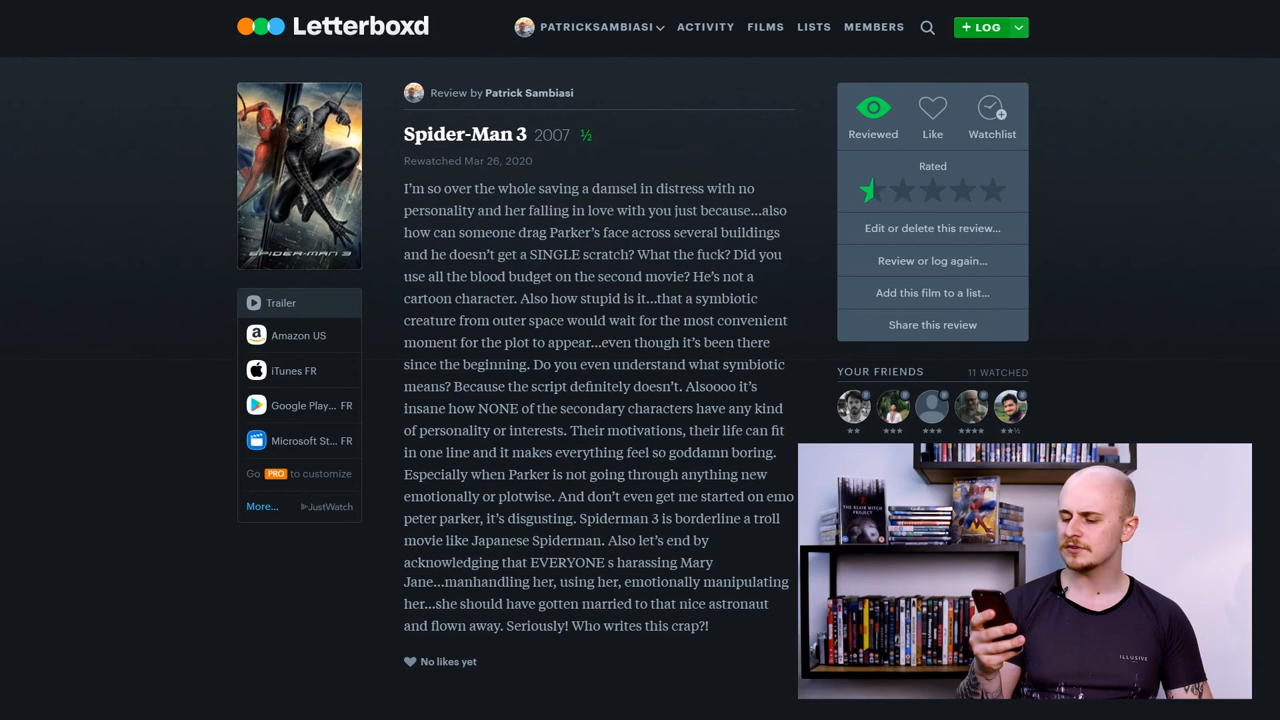 Letterboxd
PATRICKSAMBIASI
ACTIVITY
FILMS
LISTS
MEMBERS
+ LOG
SPIDER-MAN 3
Trailer
Amazon US
iTunes FR
Google Play... FR
Microsoft St... FR
Go PRO to customize
More...
JustWatch
Review by Patrick Sambiasi
Spider-Man 3 2007 ½
Rewatched Mar 26, 2020
I'm so over the whole saving a damsel in distress with no
personality and her falling in love with you just because...also
how can someone drag Parker's face across several buildings
and he doesn't get a SINGLE scratch? What the fuck? Did you
use all the blood budget on the second movie? He's not a
cartoon character. Also how stupid is it...that a symbiotic
creature from outer space would wait for the most convenient
moment for the plot to appear...even though it's been there
since the beginning. Do you even understand what symbiotic
means? Because the script definitely doesn't. Alsoooo it's
insane how NONE of the secondary characters have any kind
of personality or interests. Their motivations, their life can fit
in one line and it makes everything feel so goddamn boring.
Especially when Parker is not going through anything new
emotionally or plotwise. And don't even get me started on emo
peter parker, it's disgusting. Spiderman 3 is borderline a troll
movie like Japanese Spiderman. Also let's end by
acknowledging that EVERYONE s harassing Mary
Jane...manhandling her, using her, emotionally manipulating
her...she should have gotten married to that nice astronaut
and flown away. Seriously! Who writes this crap?!
No likes yet
Reviewed
Like
Watchlist
Rated
Edit or delete this review...
Review or log again...
Add this film to a list...
Share this review
YOUR FRIENDS
11 WATCHED
THE BLAIR WITCH
PROJECT
ILLUSIVE